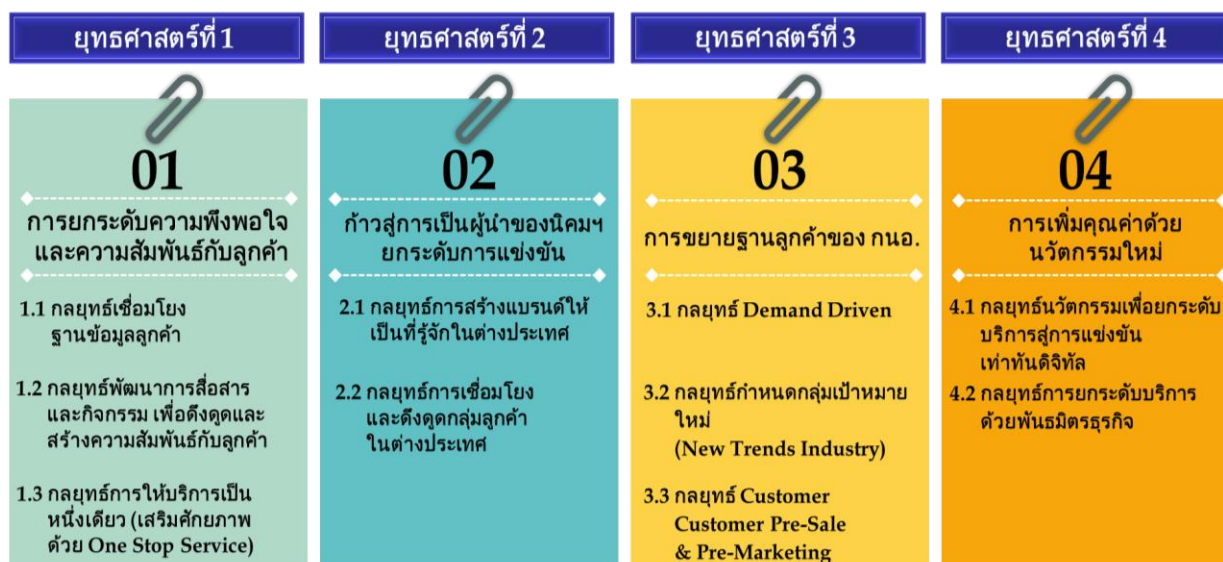 ยุทธศาสตร์ที่ 1
01
การยกระดับความพึงพอใจ
และความสัมพันธ์กับลูกค้า
1.1 กลยุทธ์เชื่อมโยง
ฐานข้อมูลลูกค้า
1.2 กลยุทธ์พัฒนาการสื่อสาร
และกิจกรรม เพื่อดึงดูดและ
สร้างความสัมพันธ์กับลูกค้า
1.3 กลยุทธ์การให้บริการเป็น
หนึ่งเดียว (เสริมศักยภาพ
ด้วย One Stop Service)
ยุทธศาสตร์ที่ 2
02
ก้าวสู่การเป็นผู้นำของนิคมฯ
ยกระดับการแข่งขัน
2.1 กลยุทธ์การสร้างแบรนด์ให้
เป็นที่รู้จักในต่างประเทศ
2.2 กลยุทธ์การเชื่อมโยง
และดึงดูดกลุ่มลูกค้า
ในต่างประเทศ
ยุทธศาสตร์ที่ 3
03
การขยายฐานลูกค้าของ กนอ.
3.1 กลยุทธ์ Demand Driven
3.2 กลยุทธ์กำหนดกลุ่มเป้าหมาย
ใหม่
(New Trends Industry)
3.3 กลยุทธ์ Customer
Customer Pre-Sale
& Pre-Marketing
ยุทธศาสตร์ที่ 4
04
การเพิ่มคุณค่าด้วย
นวัตกรรมใหม่
4.1 กลยุทธ์นวัตกรรมเพื่อยกระดับ
บริการสู่การแข่งขัน
เท่าทันดิจิทัล
4.2 กลยุทธ์การยกระดับบริการ
ด้วยพันธมิตรธุรกิจ